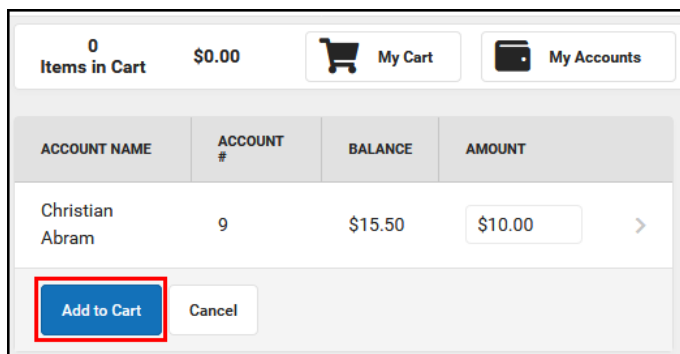 0
Items in Cart
$0.00
My Cart
My Accounts
ACCOUNT NAME
ACCOUNT
#
BALANCE
AMOUNT
Christian
Abram
9
$15.50
$10.00
Add to Cart
Cancel